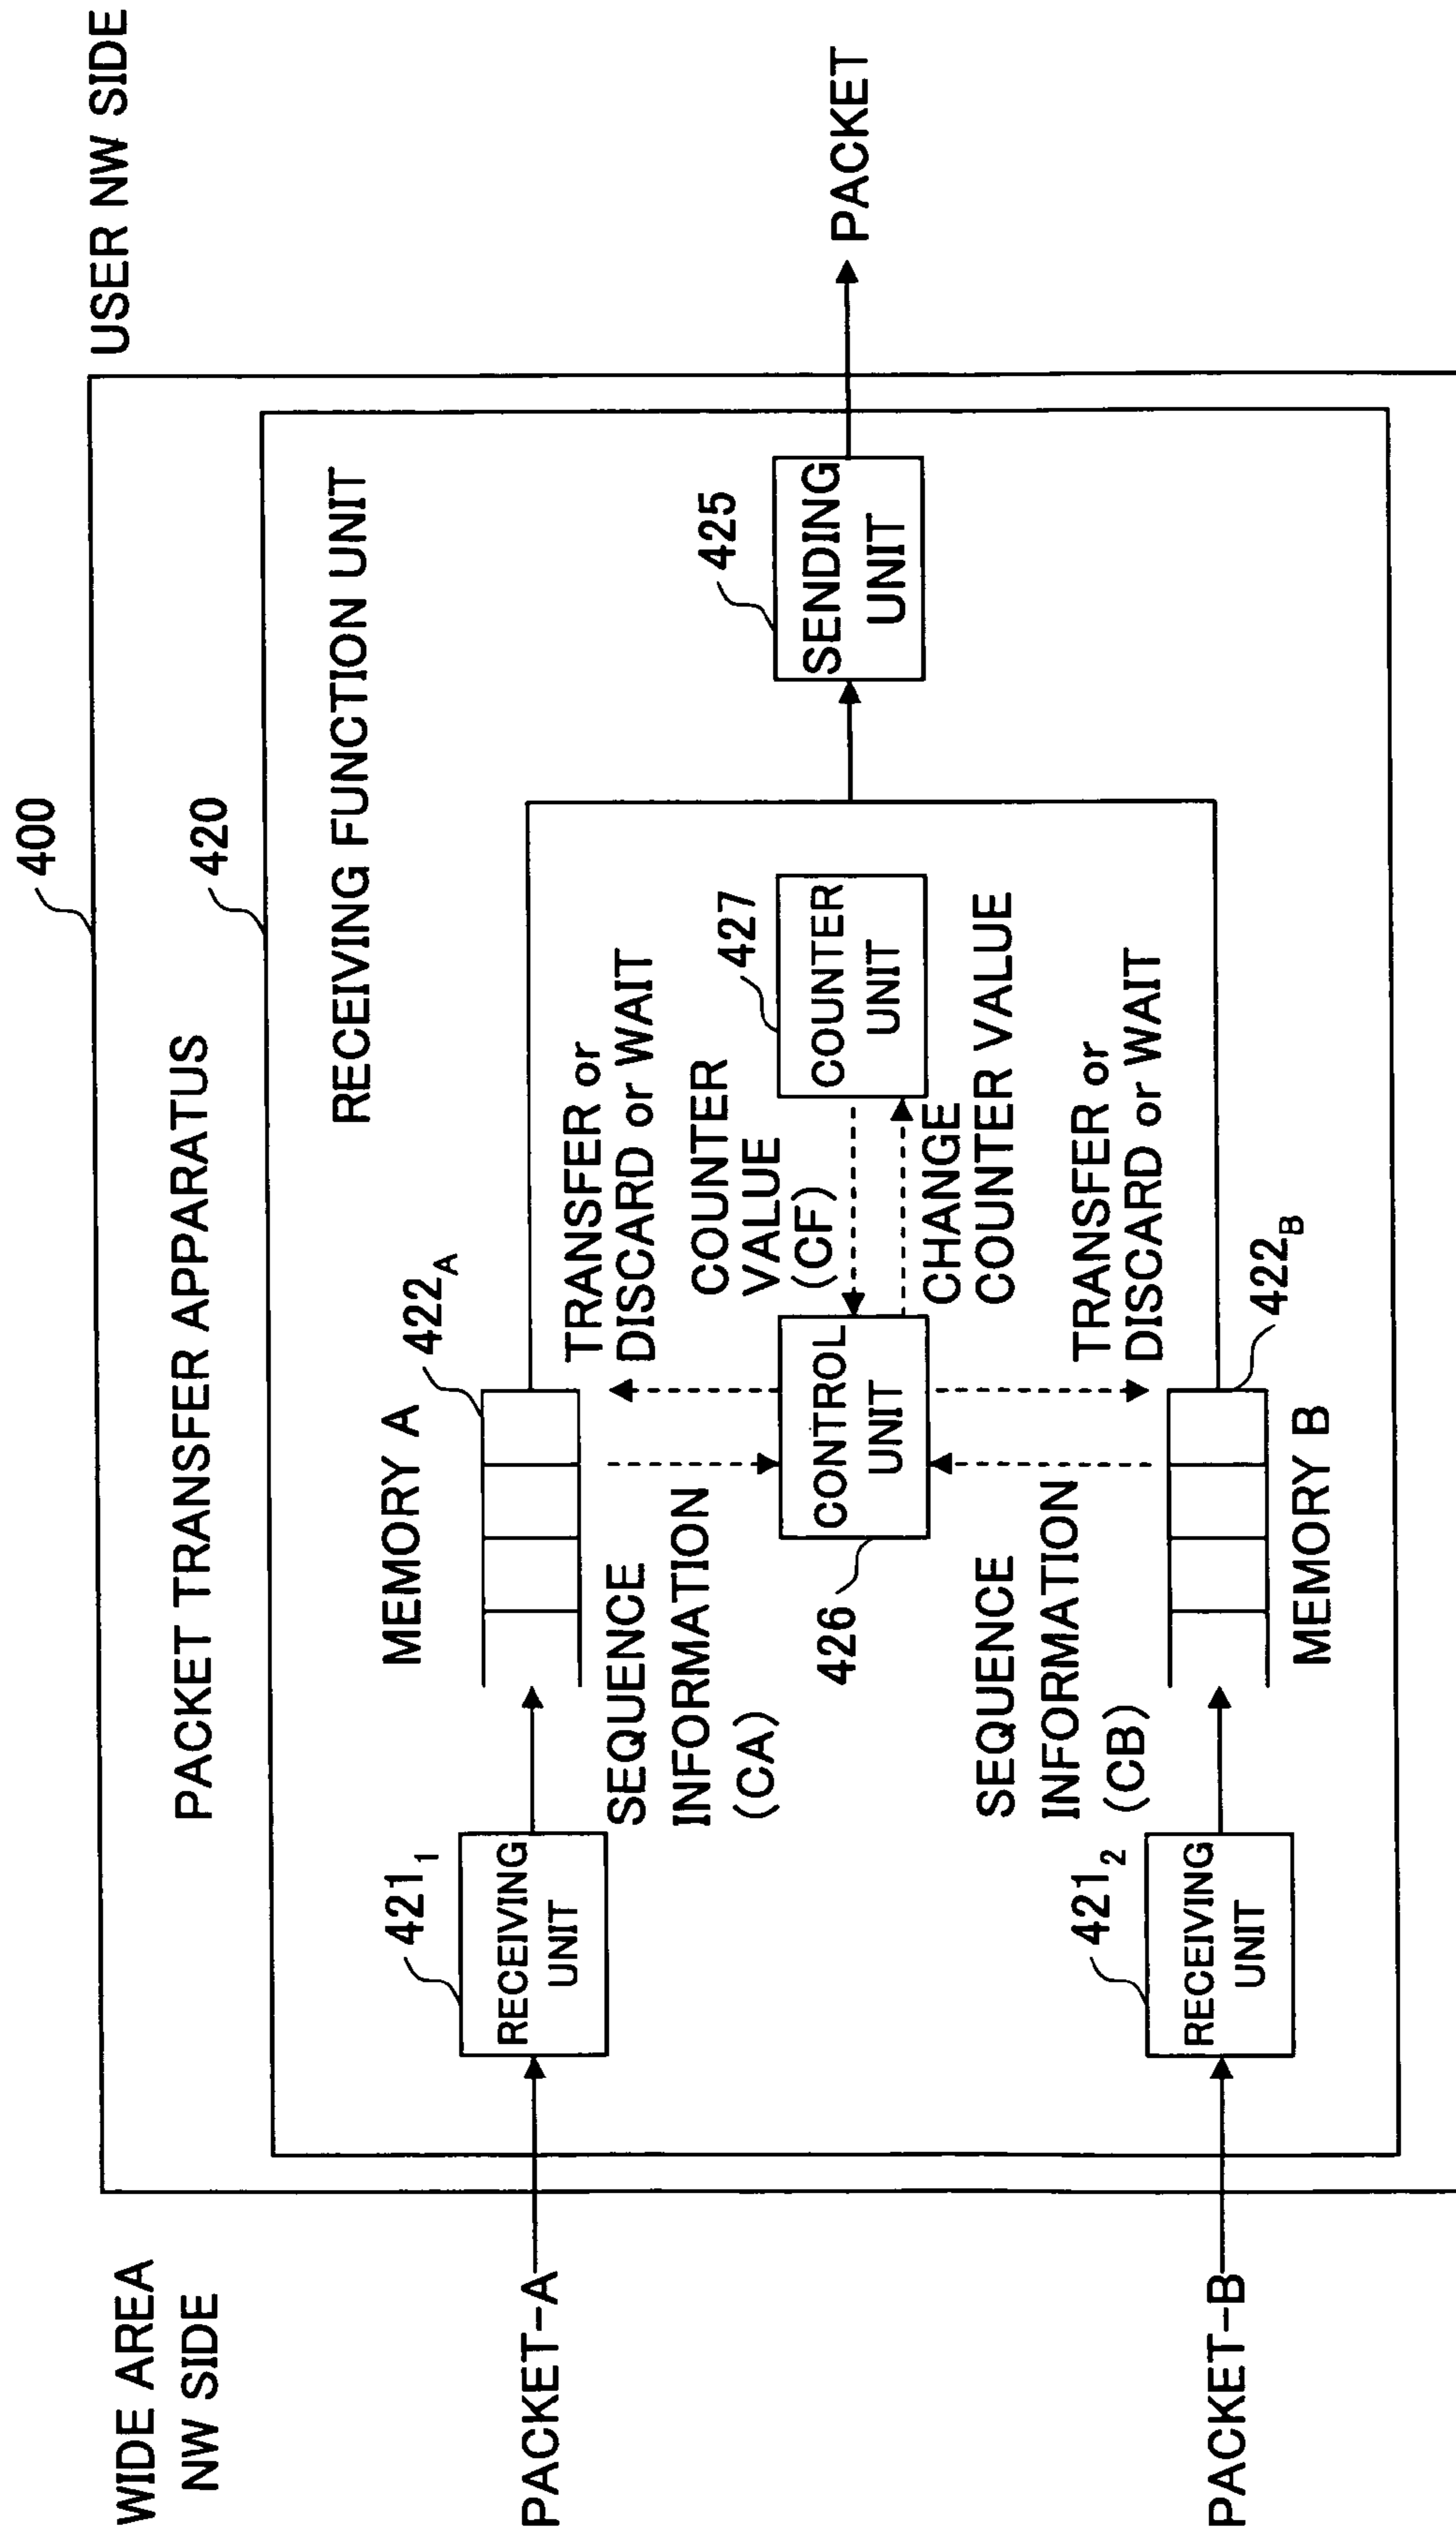 WIDE AREA
NW SIDE
USER NW SIDE
400
PACKET TRANSFER APPARATUS
420
RECEIVING FUNCTION UNIT
PACKET-A
421₁
RECEIVING
UNIT
MEMORY A
422A
SEQUENCE
INFORMATION
(CA)
TRANSFER or
DISCARD or WAIT
COUNTER
VALUE
(CF)
427
COUNTER
UNIT
CONTROL
UNIT
426
CHANGE
COUNTER VALUE
425
SENDING
UNIT
PACKET
SEQUENCE
INFORMATION
(CB)
TRANSFER or
DISCARD or WAIT
PACKET-B
421₂
RECEIVING
UNIT
422B
MEMORY B